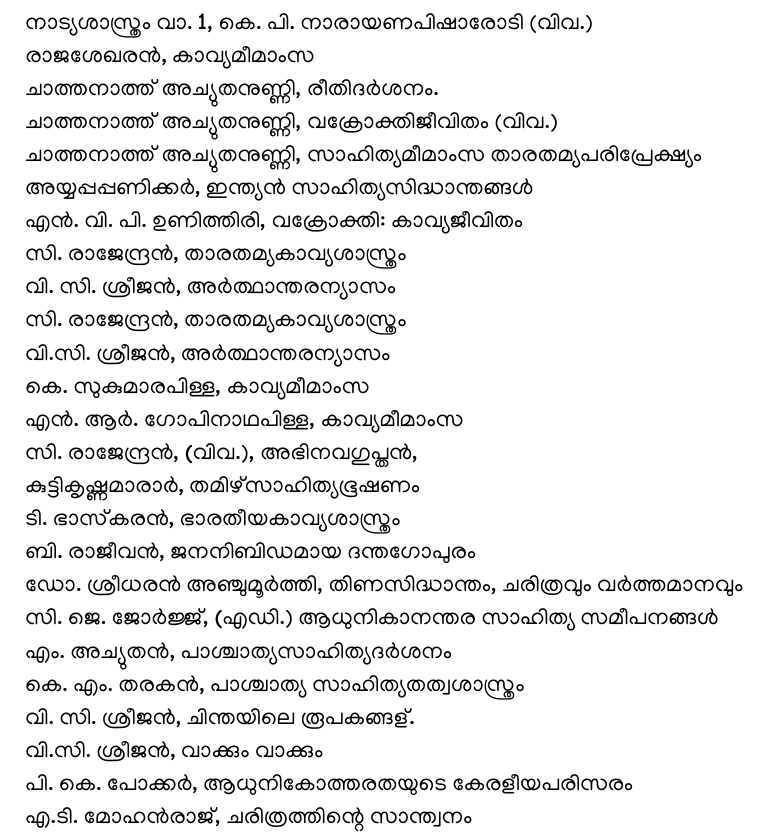 നാട്യശാസ്ത്രം വാ. 1, കെ. പി. നാരായണപിഷാരോടി (വിവ.)
രാജശേഖരൻ, കാവ്യമീമാംസ
ചാത്തനാത്ത് അച്യുതനുണ്ണി, രീതിദർശനം.
ചാത്തനാത്ത് അച്യുതനുണ്ണി, വക്രോക്തിജീവിതം (വിവ.)
ചാത്തനാത്ത് അച്യുതനുണ്ണി, സാഹിത്യമീമാംസ താരതമ്യപരിപ്രേക്ഷ്യം
അയ്യപ്പപ്പണിക്കർ, ഇന്ത്യൻ സാഹിത്യസിദ്ധാന്തങ്ങൾ
എൻ. വി. പി. ഉണിത്തിരി, വക്രോക്തി: കാവ്യജീവിതം
സി. രാജേന്ദ്രൻ, താരതമ്യകാവ്യശാസ്ത്രം
വി. സി. ശ്രീജൻ, അർത്ഥാന്തരന്യാസം
സി. രാജേന്ദ്രൻ, താരതമ്യകാവ്യശാസ്ത്രം
വി.സി. ശ്രീജൻ, അർത്ഥാന്തരന്യാസം
കെ. സുകുമാരപിള്ള, കാവ്യമീമാംസ
എൻ. ആർ. ഗോപിനാഥപിള്ള, കാവ്യമീമാംസ
സി. രാജേന്ദ്രൻ, (വിവ.), അഭിനവഗുപ്തൻ,
കുട്ടികൃഷ്ണമാരാർ, തമിഴ്സാഹിത്യഭൂഷണം
ടി. ഭാസ്കരൻ, ഭാരതീയകാവ്യശാസ്ത്രം
ബി. രാജീവൻ, ജനനിബിഡമായ ദന്തഗോപുരം
ഡോ. ശ്രീധരൻ അഞ്ചുമൂർത്തി, തിണസിദ്ധാന്തം, ചരിത്രവും വർത്തമാനവും
സി. ജെ. ജോർജ്ജ്, (എഡി.) ആധുനികാനന്തര സാഹിത്യ സമീപനങ്ങൾ
എം. അച്യുതൻ, പാശ്ചാത്യസാഹിത്യദർശനം
കെ. എം. തരകൻ, പാശ്ചാത്യ സാഹിത്യതത്വശാസ്ത്രം
വി. സി. ശ്രീജൻ, ചിന്തയിലെ രൂപകങ്ങള്.
വി.സി. ശ്രീജൻ, വാക്കും വാക്കും
പി. കെ. പോക്കർ, ആധുനികോത്തരതയുടെ കേരളീയപരിസരം
എ.ടി. മോഹൻരാജ്, ചരിത്രത്തിന്റെ സാന്ത്വനം